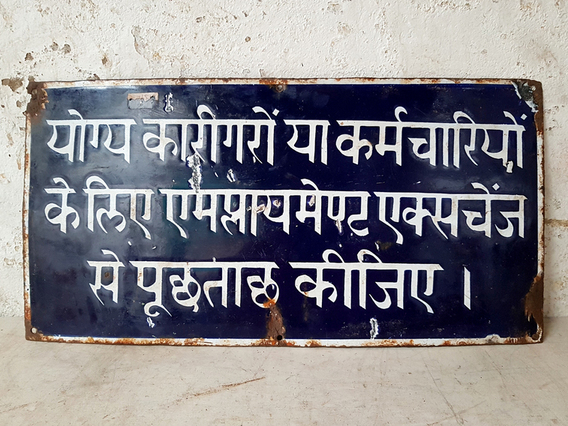 योग्य कारीगरों या कर्मचारियों
के लिए एमप्लायमेण्ट एक्सचेंज
से पूछताछ कीजिए ।